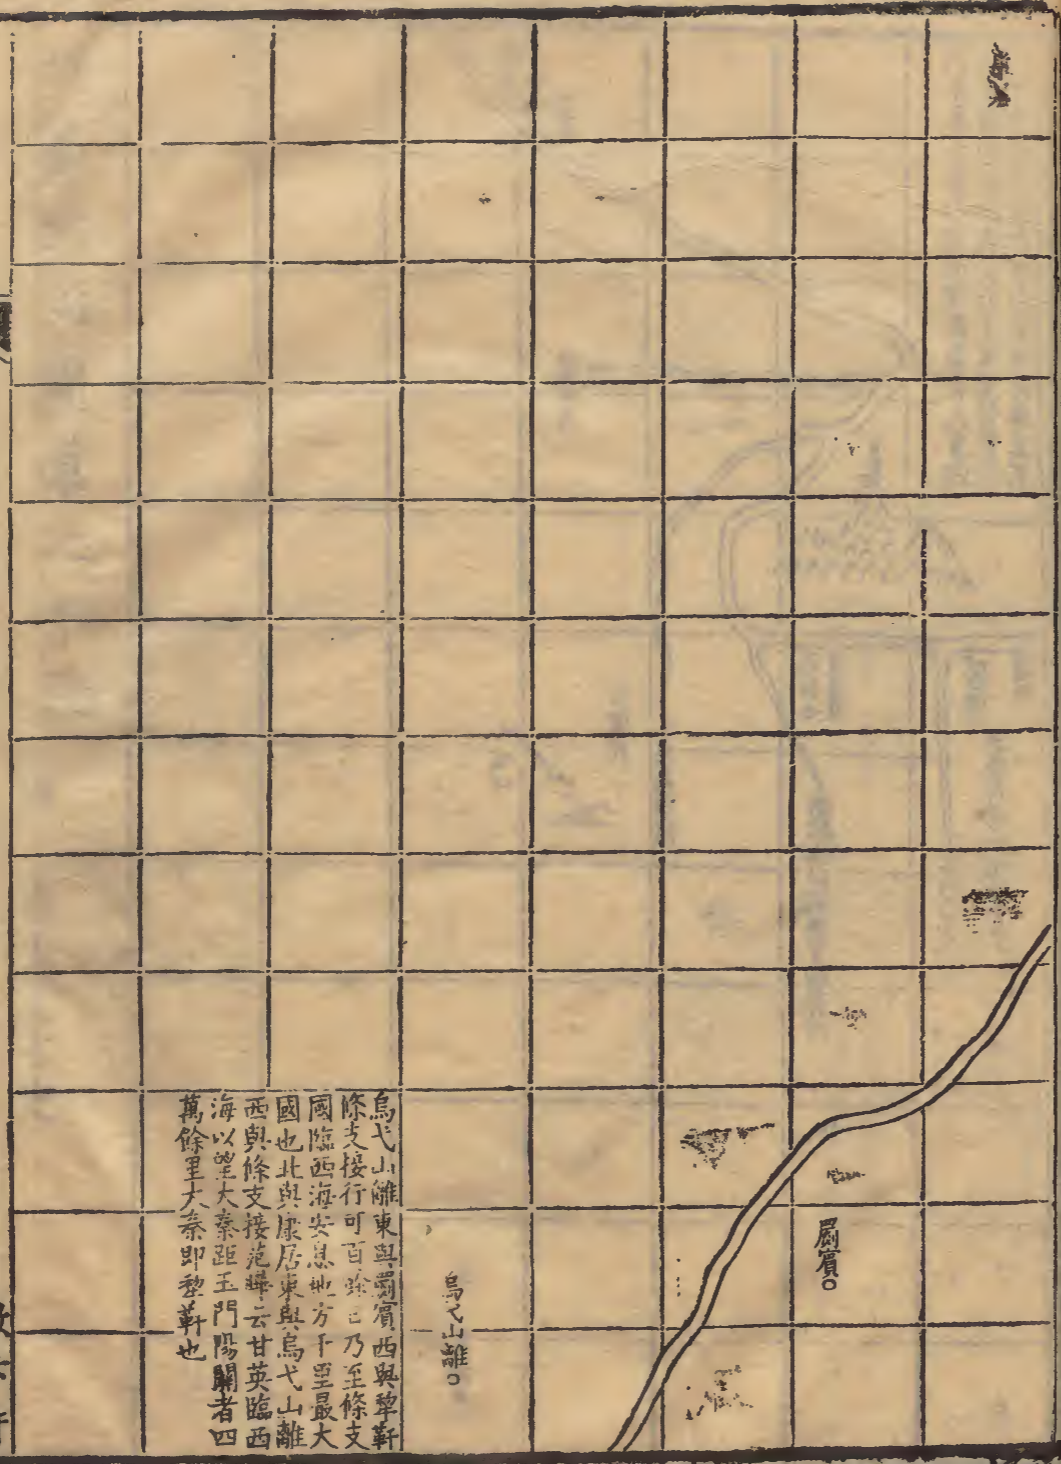 罽賓
烏弋山離
烏弋山離東與罽賓西與犂軒
條支接行可百餘日乃至條支
國臨西海安息地方千里最大
國也北與康居東與烏弋山離
西與條支接范曄云甘英臨西
海以望大秦距玉門陽關者四
萬餘里大秦即犂軒也